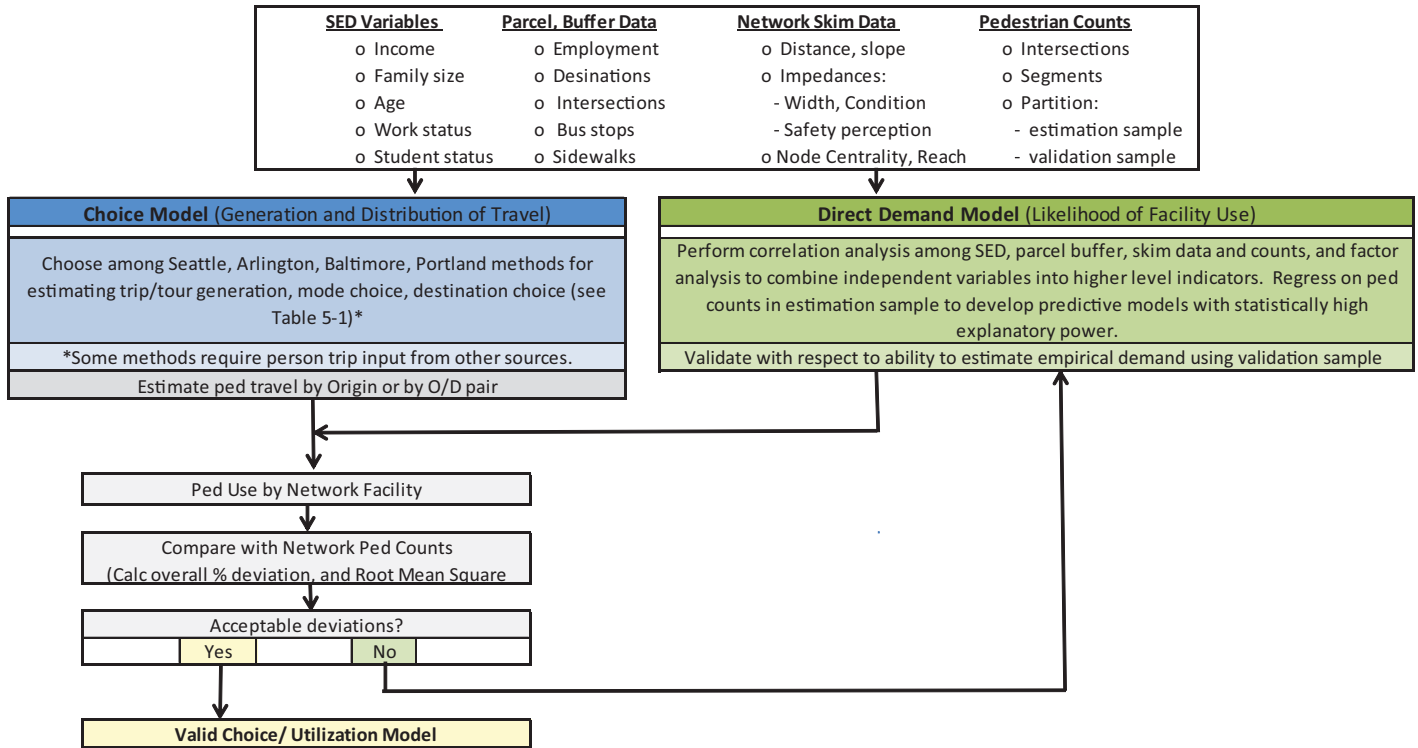 SED Variables
o Income
o Family size
o Age
o Work status
o Student status
Parcel, Buffer Data
o Employment
o Desinations
o Intersections
o Bus stops
o Sidewalks
Network Skim Data
o Distance, slope
o Impedances:
- Width, Condition
- Safety perception
o Node Centrality, Reach
Pedestrian Counts
o Intersections
o Segments
o Partition:
- estimation sample
- validation sample
Choice Model (Generation and Distribution of Travel)
Choose among Seattle, Arlington, Baltimore, Portland methods for
estimating trip/tour generation, mode choice, destination choice (see
Table 5-1)*
*Some methods require person trip input from other sources.
Estimate ped travel by Origin or by O/D pair
Direct Demand Model (Likelihood of Facility Use)
Perform correlation analysis among SED, parcel buffer, skim data and counts, and factor
analysis to combine independent variables into higher level indicators. Regress on ped
counts in estimation sample to develop predictive models with statistically high
explanatory power.
Validate with respect to ability to estimate empirical demand using validation sample
Ped Use by Network Facility
Compare with Network Ped Counts
(Calc overall % deviation, and Root Mean Square
Acceptable deviations?
Yes
No
Valid Choice/ Utilization Model